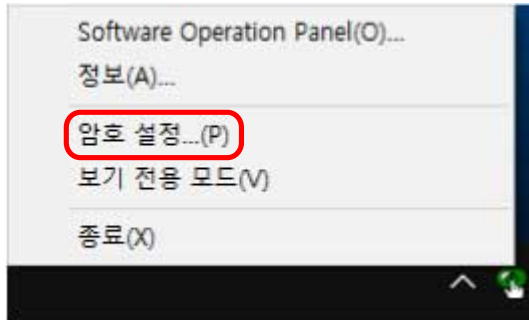 Software Operation Panel(O)...
정보(A)...
암호 설정...(P)
보기 전용 모드(V)
종료(X)